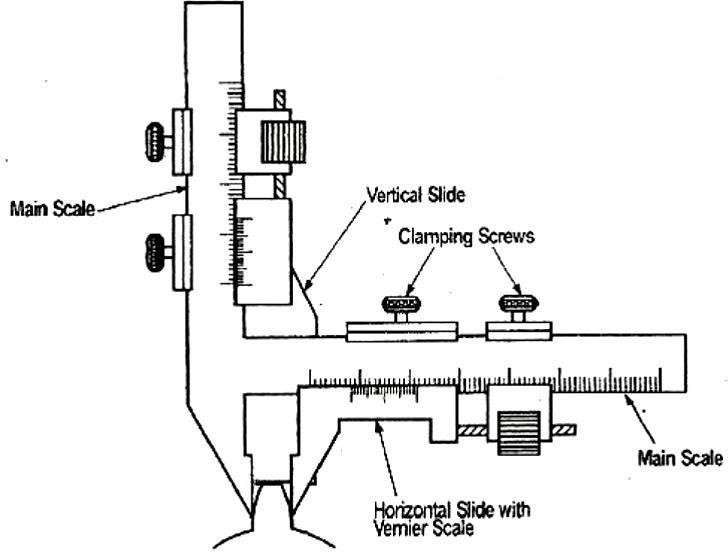 Vertical Slide
Main Scale
Clamping Screws
Main Scale
Horizontal Slide with
Vernier Scale